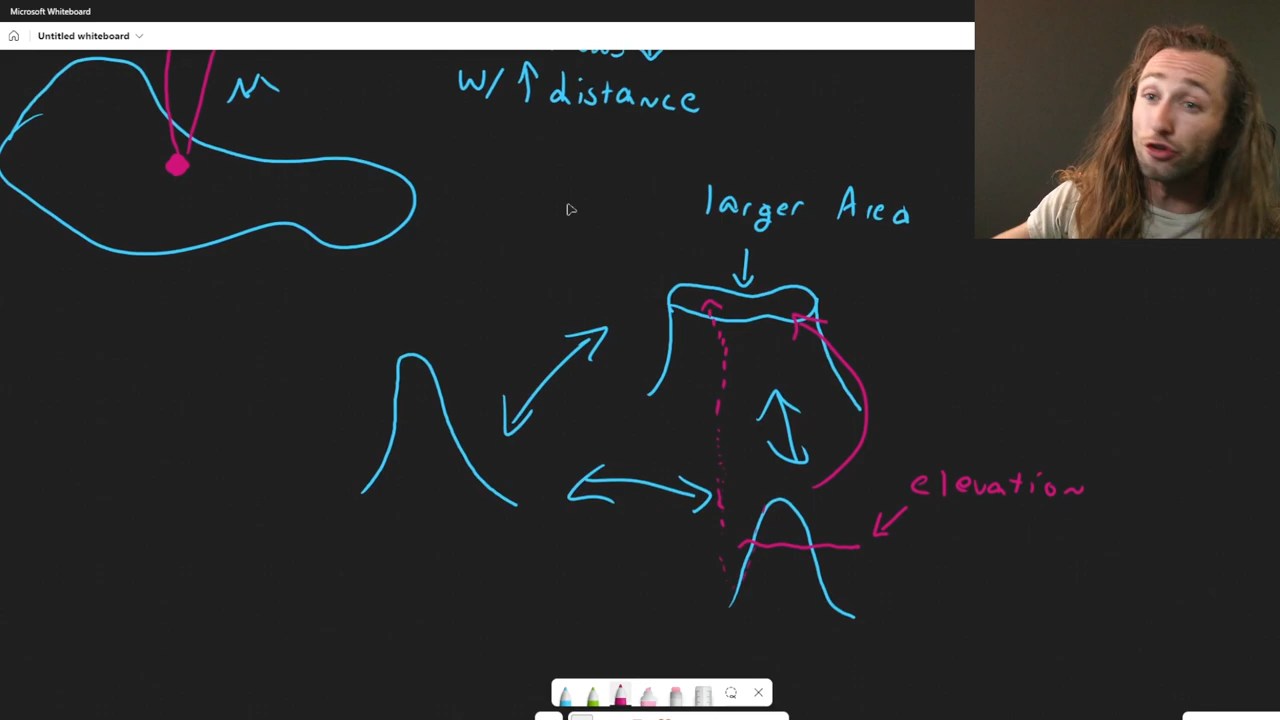 Microsoft Whiteboard
Untitled whiteboard
w/ ↑ distance
larger Area
elevation